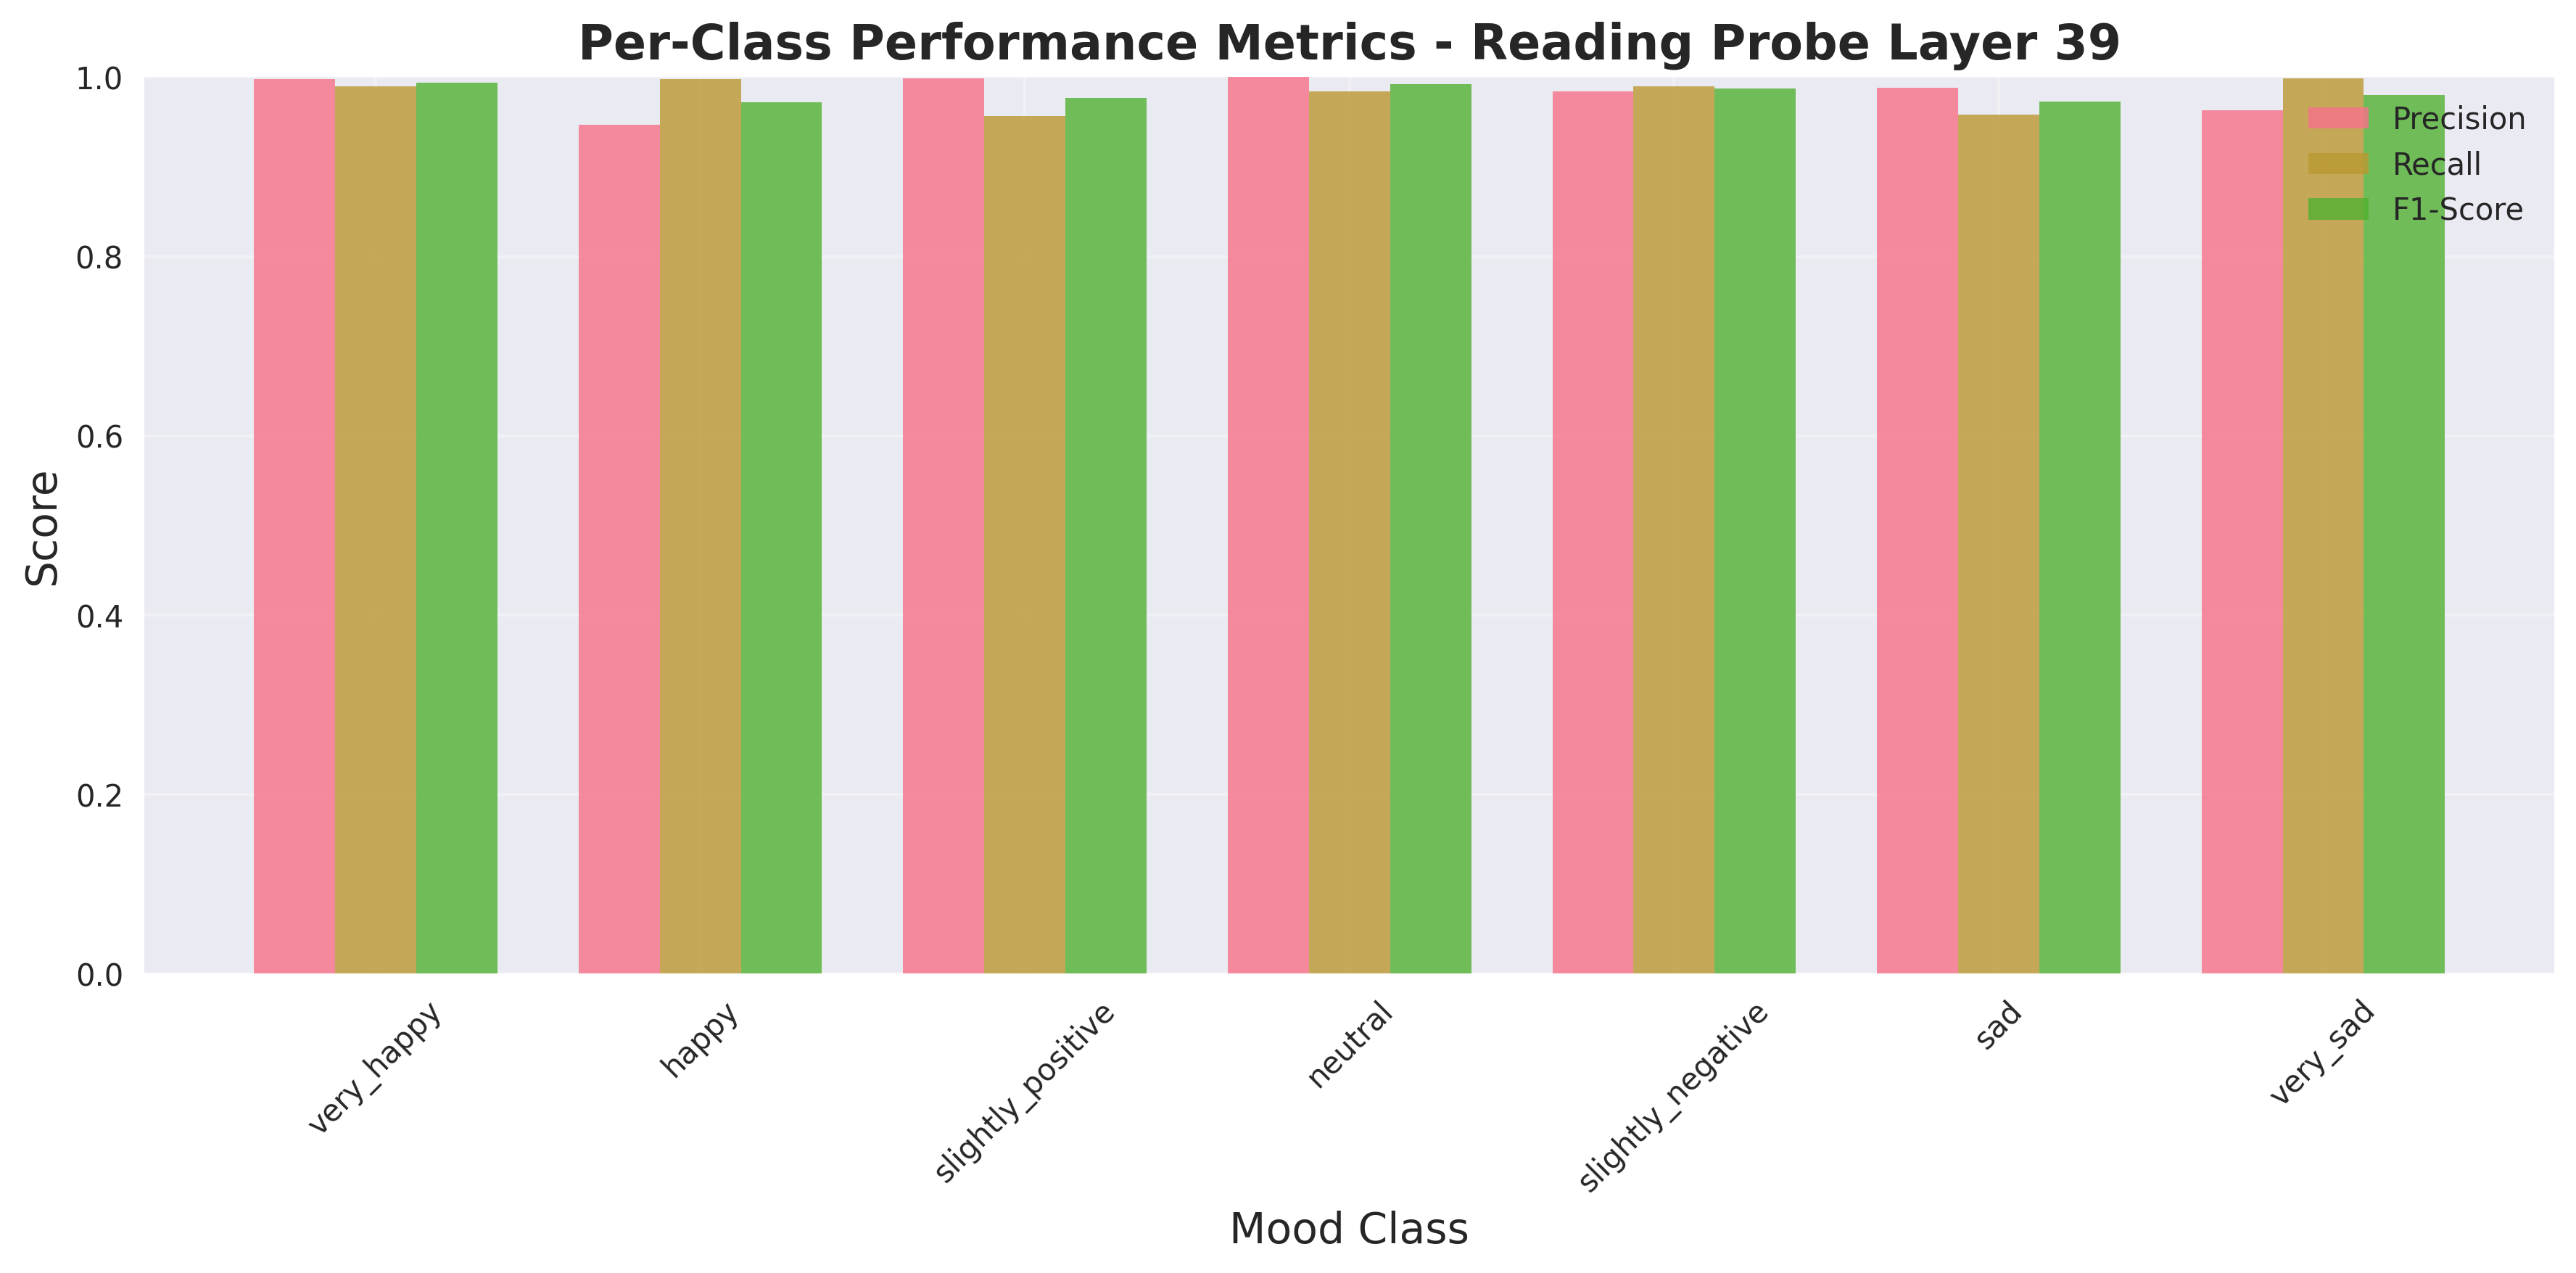 Per-Class Performance Metrics - Reading Probe Layer 39
1.0
0.8
0.6
0.4
0.2
0.0
Score
Precision
Recall
F1-Score
very_happy
happy
slightly_positive
neutral
slightly_negative
sad
very_sad
Mood Class